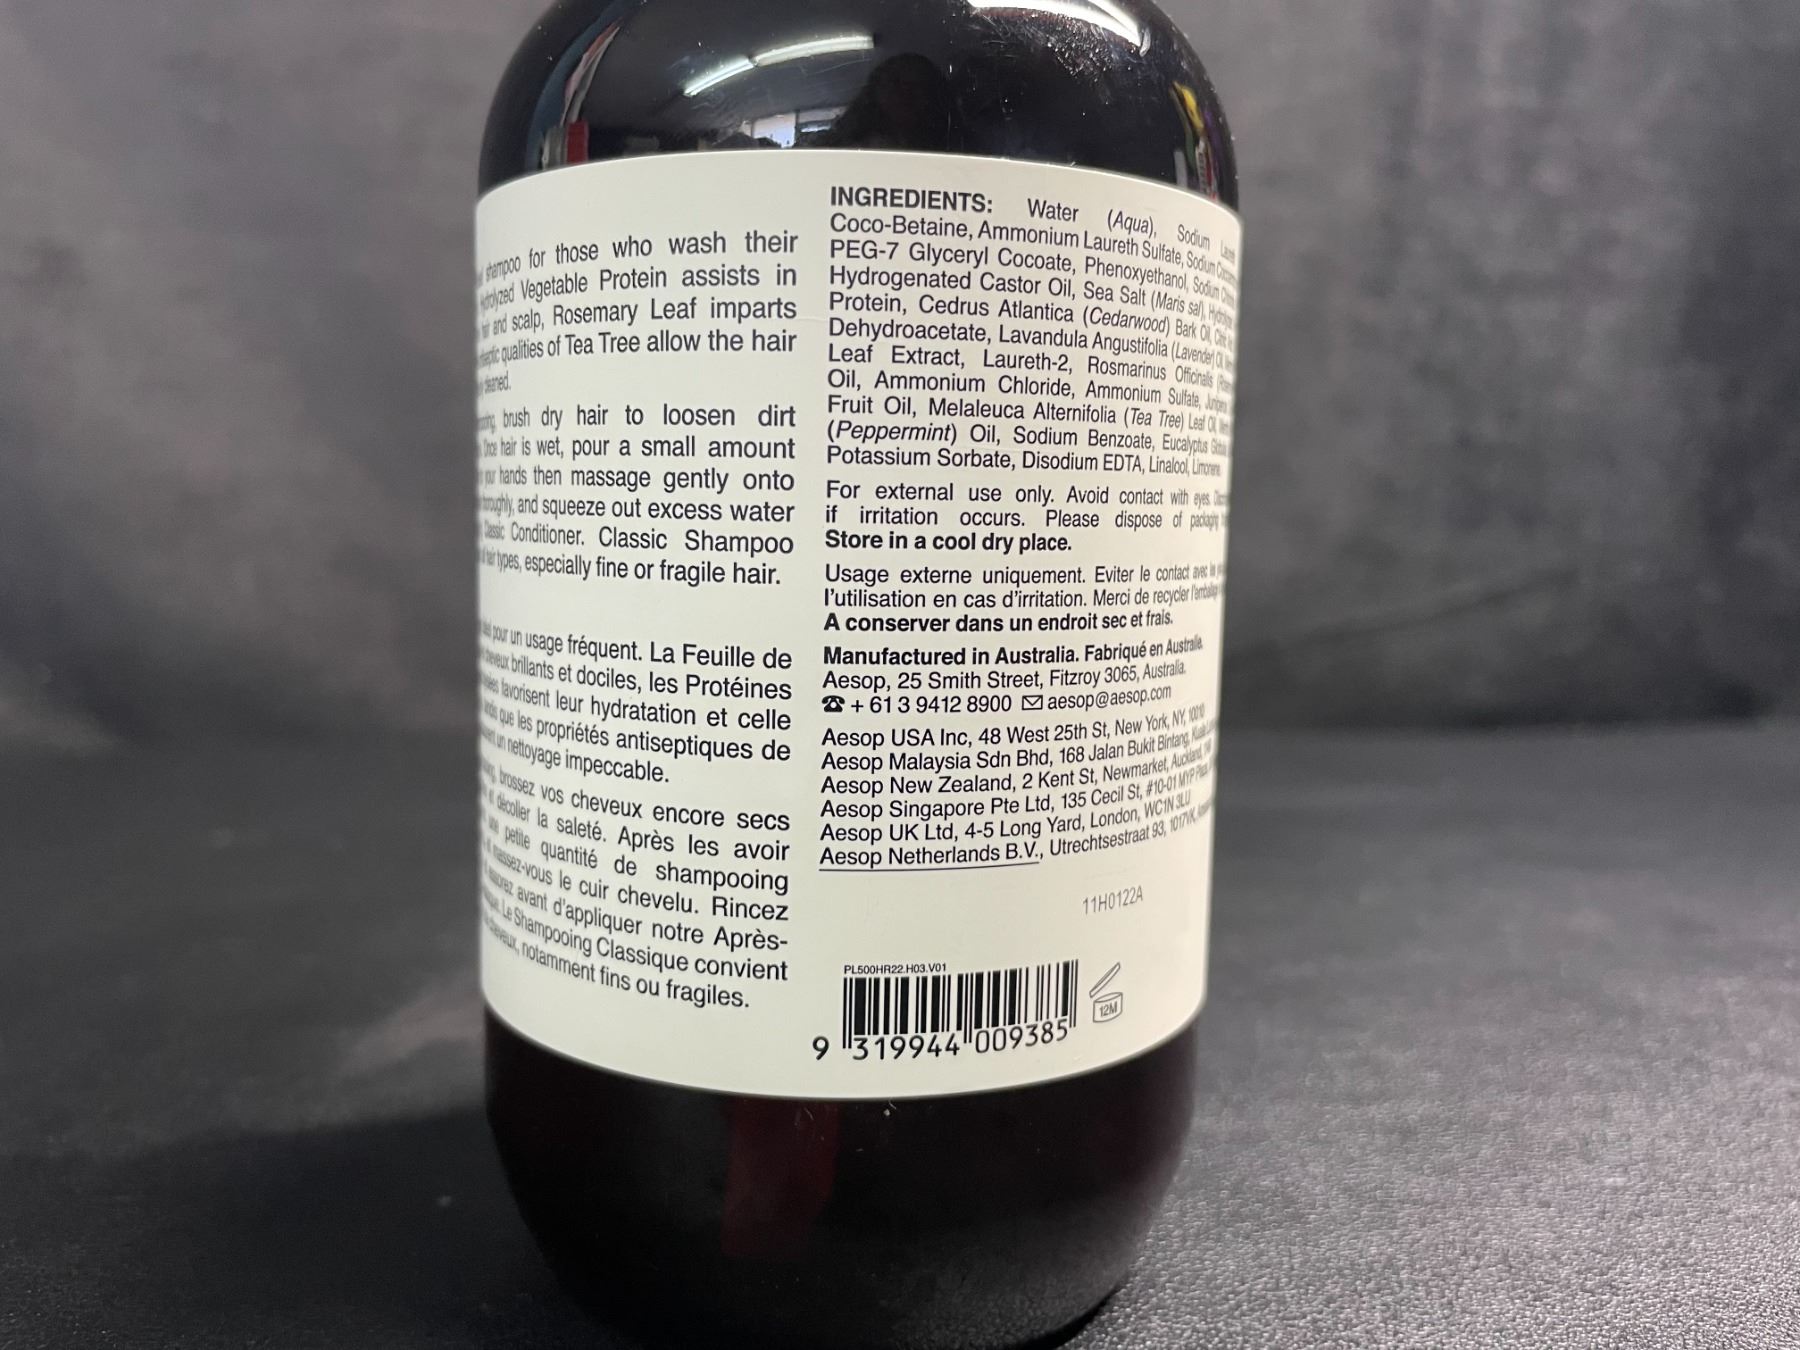 shampoo for those who wash their
Hydrolyzed Vegetable Protein assists in
hair and scalp, Rosemary Leaf imparts
qualities of Tea Tree allow the hair
cleaned.
brush dry hair to loosen dirt
Once hair is wet, pour a small amount
your hands then massage gently onto
and squeeze out excess water
Classic Conditioner. Classic Shampoo
hair types, especially fine or fragile hair.
pour un usage fréquent. La Feuille de
cheveux brillants et dociles, les Protéines
favorisent leur hydratation et celle
que les propriétés antiseptiques de
un nettoyage impeccable.
brossez vos cheveux encore secs
et décoller la saleté. Après les avoir
une petite quantité de shampooing
et massez-vous le cuir chevelu. Rincez
avant d'appliquer notre Après-
Le Shampooing Classique convient
cheveux, notamment fins ou fragiles.
INGREDIENTS: Water (Aqua), Sodium
Coco-Betaine, Ammonium Laureth Sulfate, Sodium
PEG-7 Glyceryl Cocoate, Phenoxyethanol, Sodium
Hydrogenated Castor Oil, Sea Salt (Maris sal),
Protein, Cedrus Atlantica (Cedarwood) Bark Oil,
Dehydroacetate, Lavandula Angustifolia (Lavender) Oil,
Leaf Extract, Laureth-2, Rosmarinus Officinalis
Oil, Ammonium Chloride, Ammonium Sulfate,
Fruit Oil, Melaleuca Alternifolia (Tea Tree) Leaf Oil,
(Peppermint) Oil, Sodium Benzoate, Eucalyptus
Potassium Sorbate, Disodium EDTA, Linalool, Limonene.
For external use only. Avoid contact with eyes.
if irritation occurs. Please dispose of packaging
Store in a cool dry place.
Usage externe uniquement. Eviter le contact avec
l'utilisation en cas d'irritation. Merci de recycler l'emballage
A conserver dans un endroit sec et frais.
Manufactured in Australia. Fabriqué en Australie.
Aesop, 25 Smith Street, Fitzroy 3065, Australia.
☎ + 61 3 9412 8900 ✉ aesop@aesop.com
Aesop USA Inc, 48 West 25th St, New York, NY, 10010
Aesop Malaysia Sdn Bhd, 168 Jalan Bukit Bintang,
Aesop New Zealand, 2 Kent St, Newmarket, Auckland,
Aesop Singapore Pte Ltd, 135 Cecil St, #10-01 MYP
Aesop UK Ltd, 4-5 Long Yard, London, WC1N 3LU
Aesop Netherlands B.V., Utrechtsestraat 93, 1017VK,
11H0122A
PL500HR22.H03.V01
12M
9 319944 009385